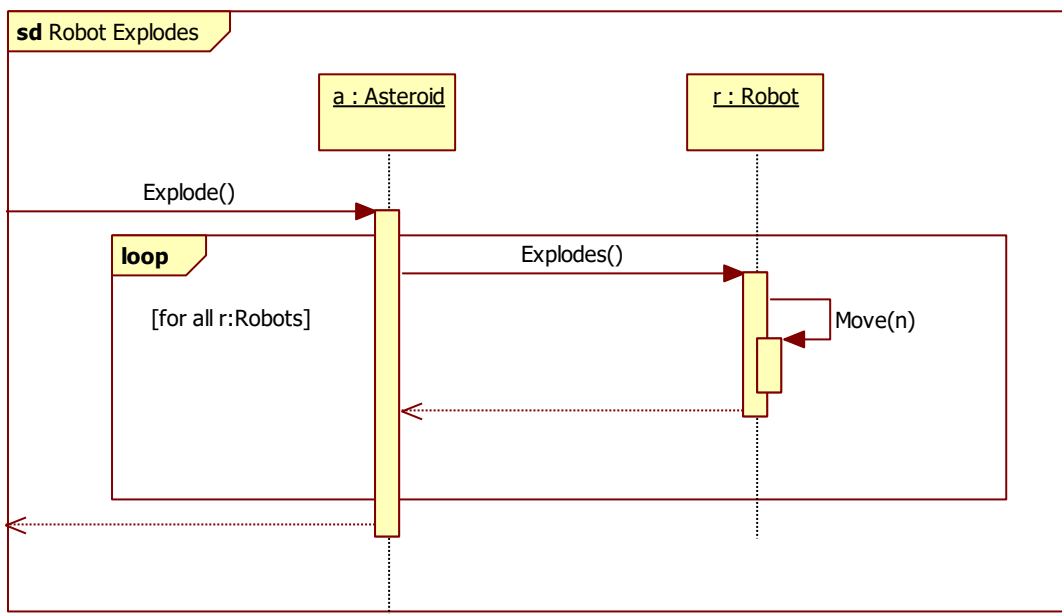 sd Robot Explodes
a : Asteroid
r : Robot
Explode()
loop
Explodes()
[for all r:Robots]
Move(n)